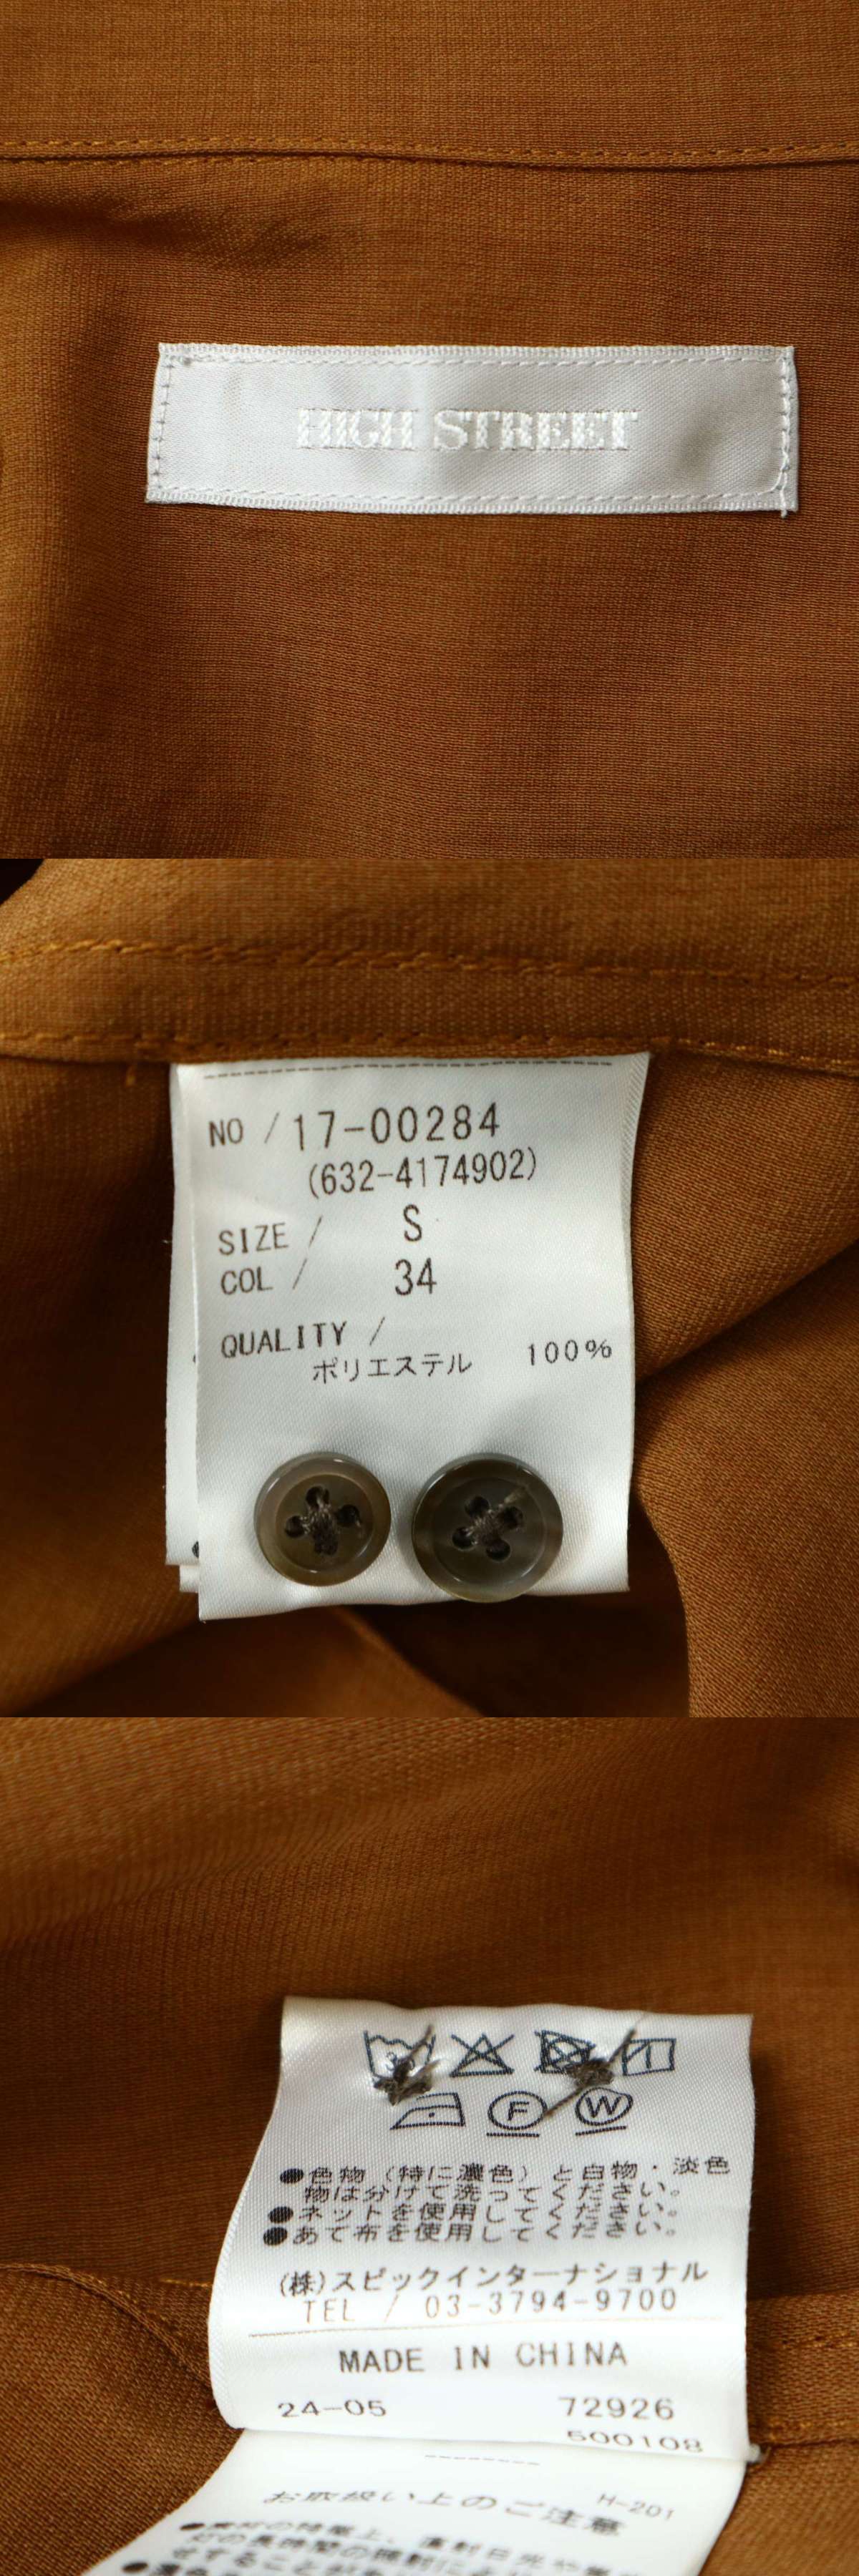 HIGH STREET
NO / 17-00284
(632-4174902)
SIZE / S
COL / 34
QUALITY /
ポリエステル 100%
F W
●色物（特に濃色）と白物・淡色
物は分けて洗ってください。
●ネットを使用してください。
●あて布を使用してください。
(株)スピックインターナショナル
TEL / 03-3794-9700
MADE IN CHINA
24-05 72926
500108
H-201
お取扱い上のご注意